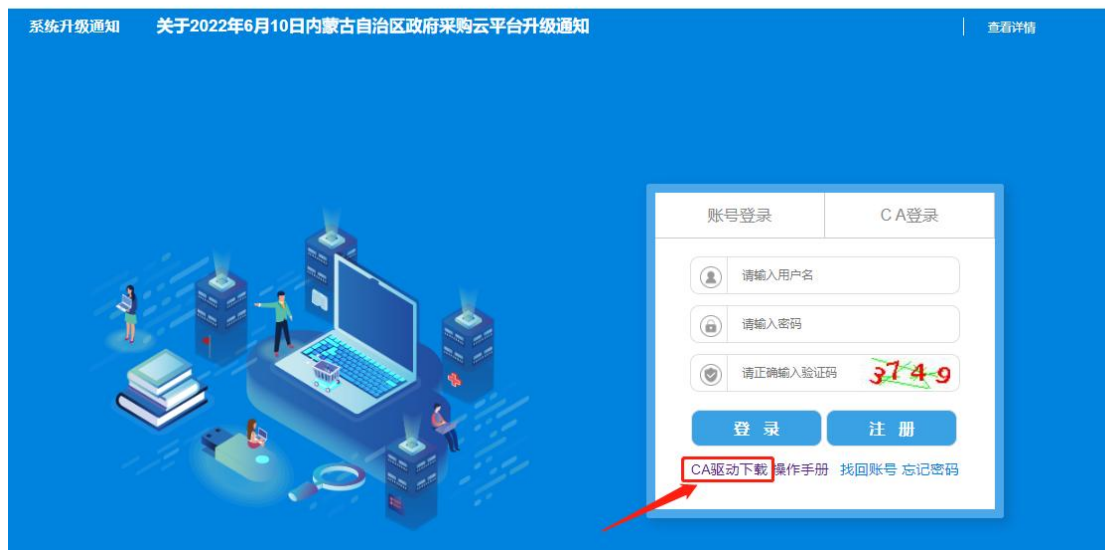 系统升级通知 关于2022年6月10日内蒙古自治区政府采购云平台升级通知 查看详情
账号登录 CA登录
请输入用户名
请输入密码
请正确输入验证码 3749
登 录 注 册
CA驱动下载 操作手册 找回账号 忘记密码